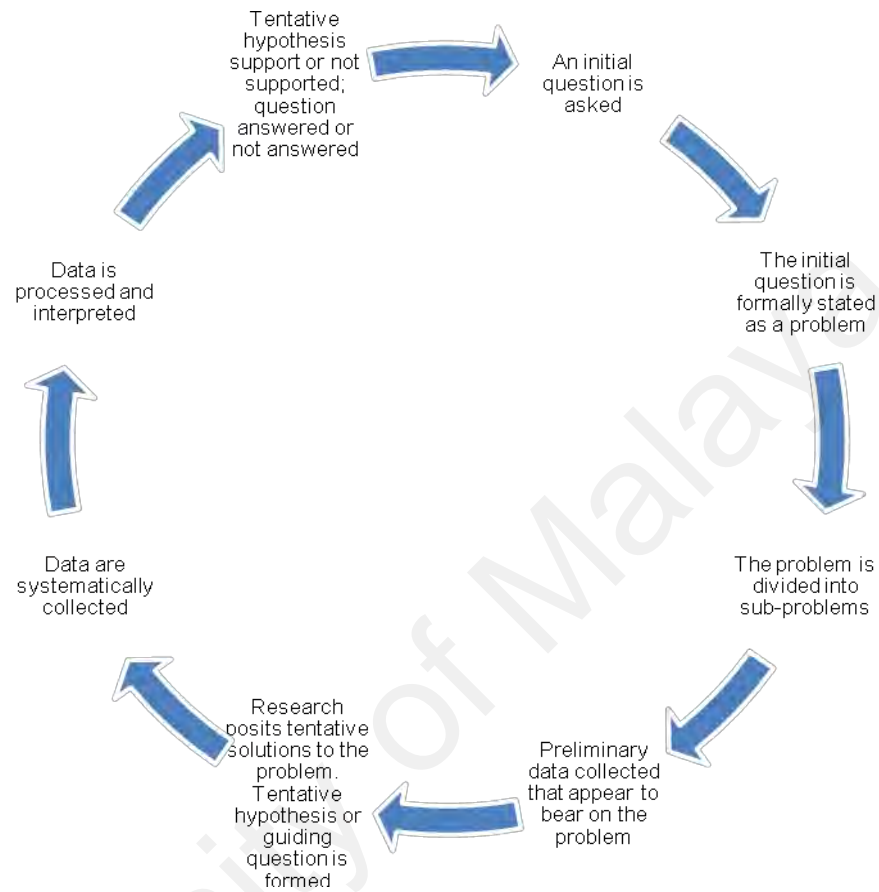 Tentative
hypothesis
support or not
supported;
question
answered or
not answered
An initial
question is
asked
The initial
question is
formally stated
as a problem
The problem is
divided into
sub-problems
Preliminary
data collected
that appear to
bear on the
problem
Research
posits tentative
solutions to the
problem.
Tentative
hypothesis or
guiding
question is
formed
Data are
systematically
collected
Data is
processed and
interpreted
of Malaya